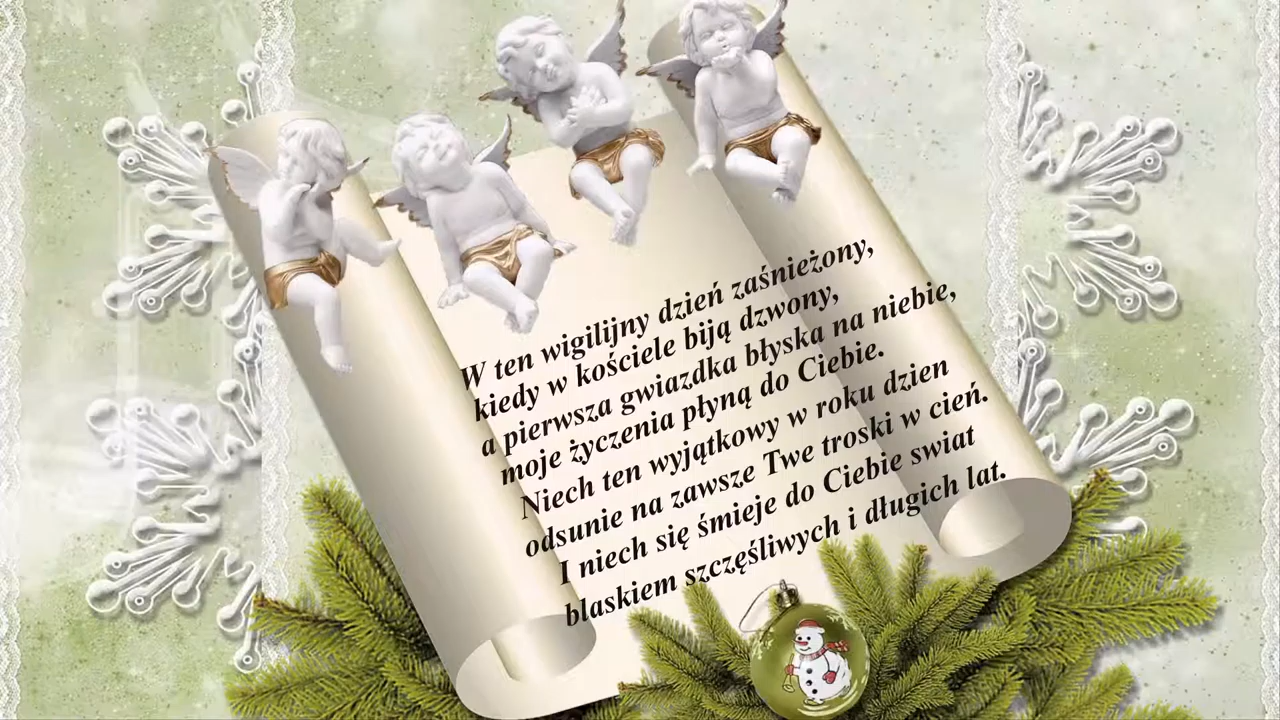 W ten wigilijny dzień zaśnieżony,
kiedy w kościele biją dzwony,
a pierwsza gwiazdka błyska na niebie,
moje życzenia płyną do Ciebie.
Niech ten wyjątkowy w roku dzien
odsunie na zawsze Twe troski w cień.
I niech się śmieje do Ciebie swiat
blaskiem szczęśliwych i długich lat.